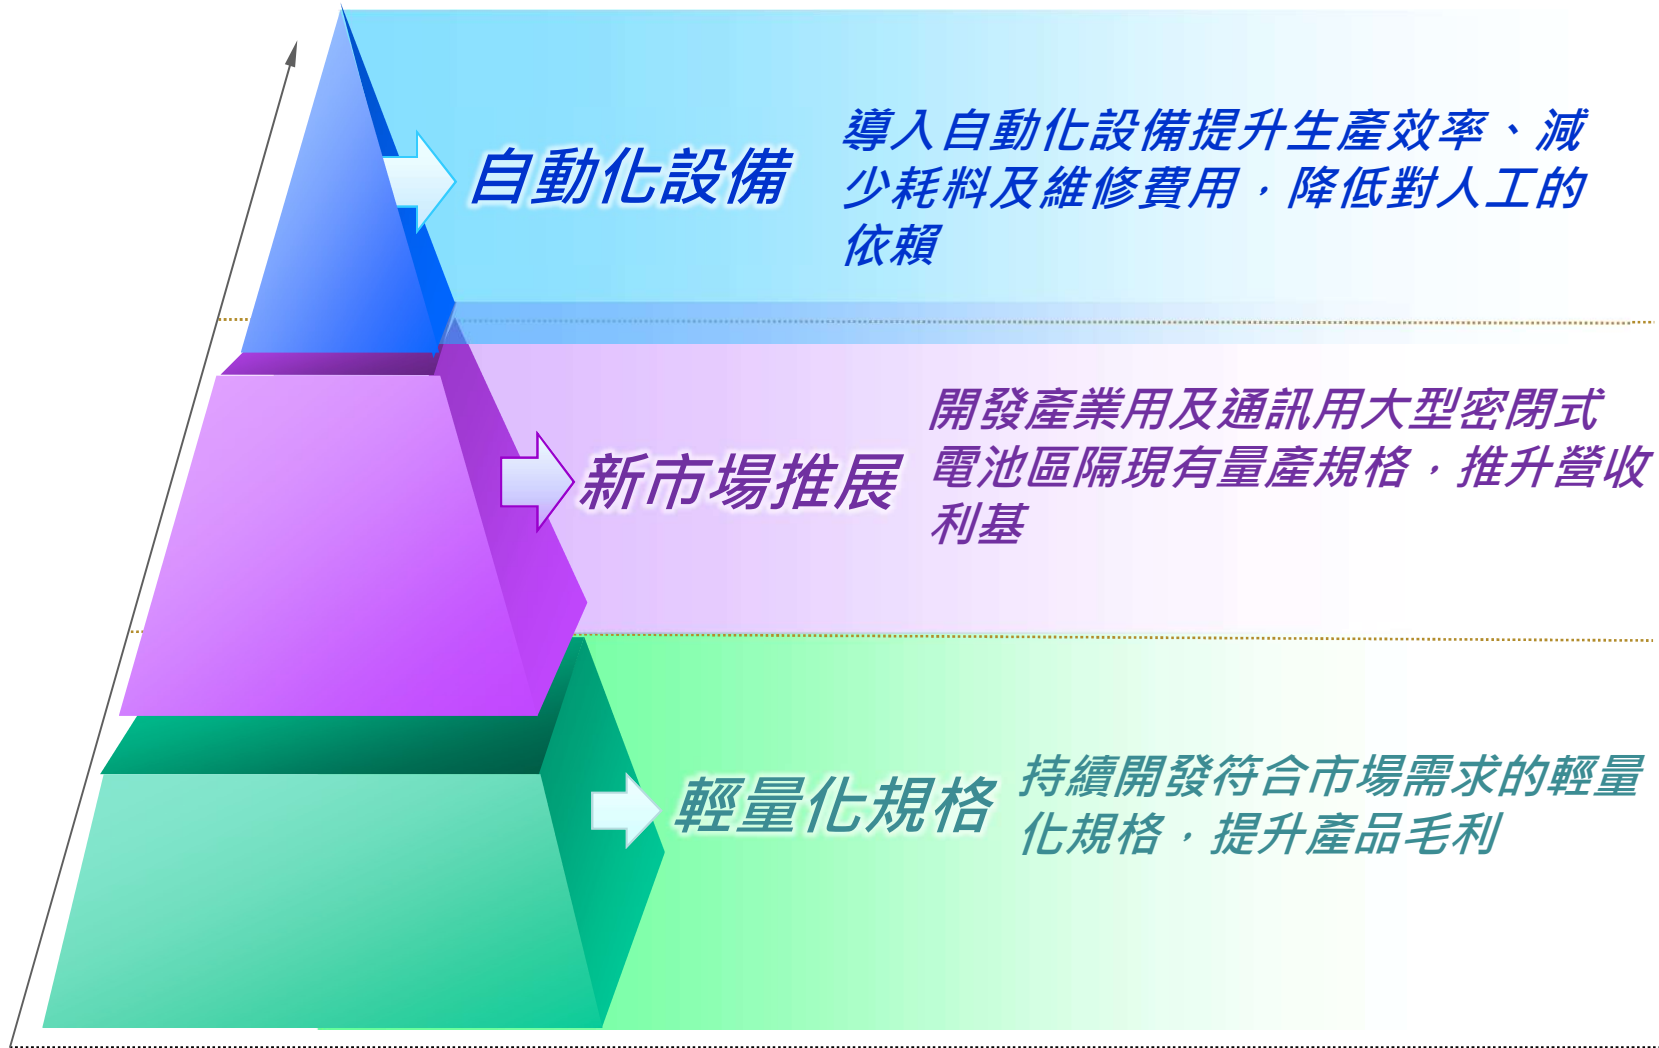 自動化設備
導入自動化設備提升生產效率、減
少耗料及維修費用，降低對人工的
依賴
新市場推展
開發產業用及通訊用大型密閉式
電池區隔現有量產規格，推升營收
利基
輕量化規格
持續開發符合市場需求的輕量
化規格，提升產品毛利